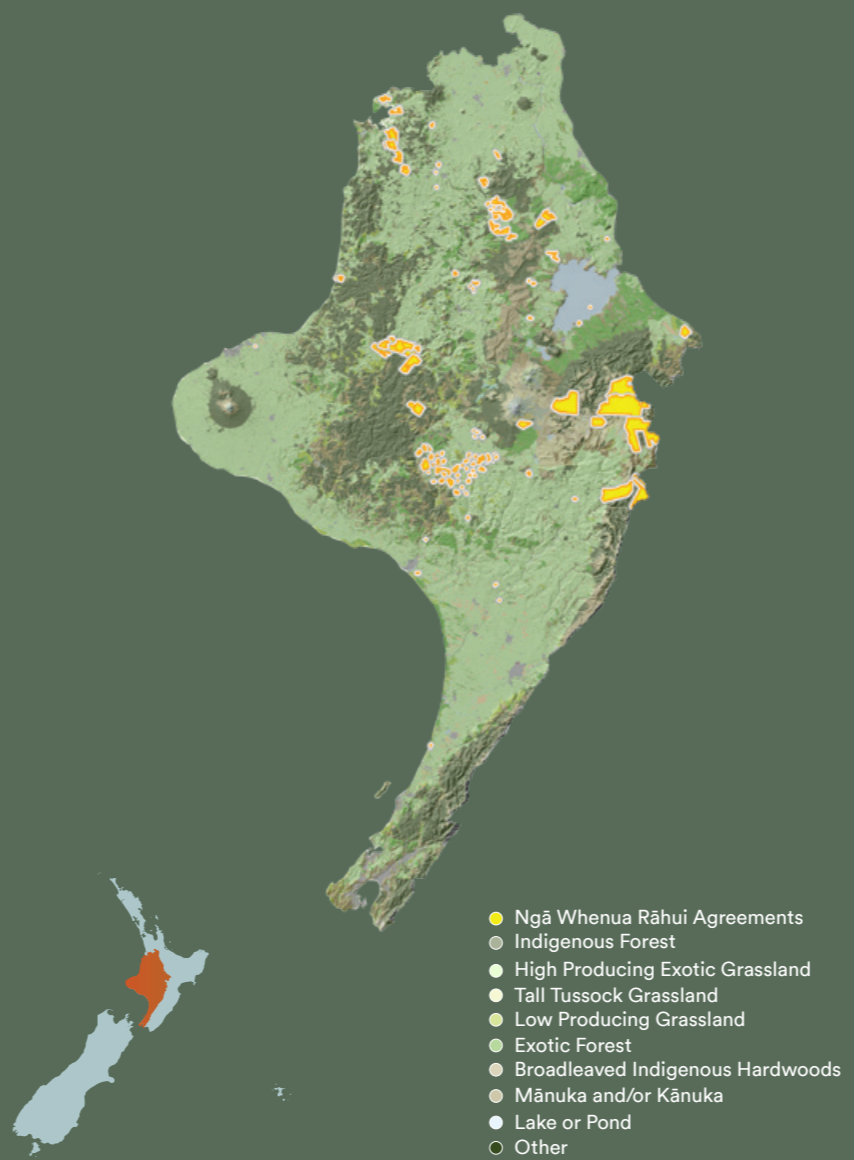 Ngā Whenua Rāhui Agreements
Indigenous Forest
High Producing Exotic Grassland
Tall Tussock Grassland
Low Producing Grassland
Exotic Forest
Broadleaved Indigenous Hardwoods
Mānuka and/or Kānuka
Lake or Pond
Other